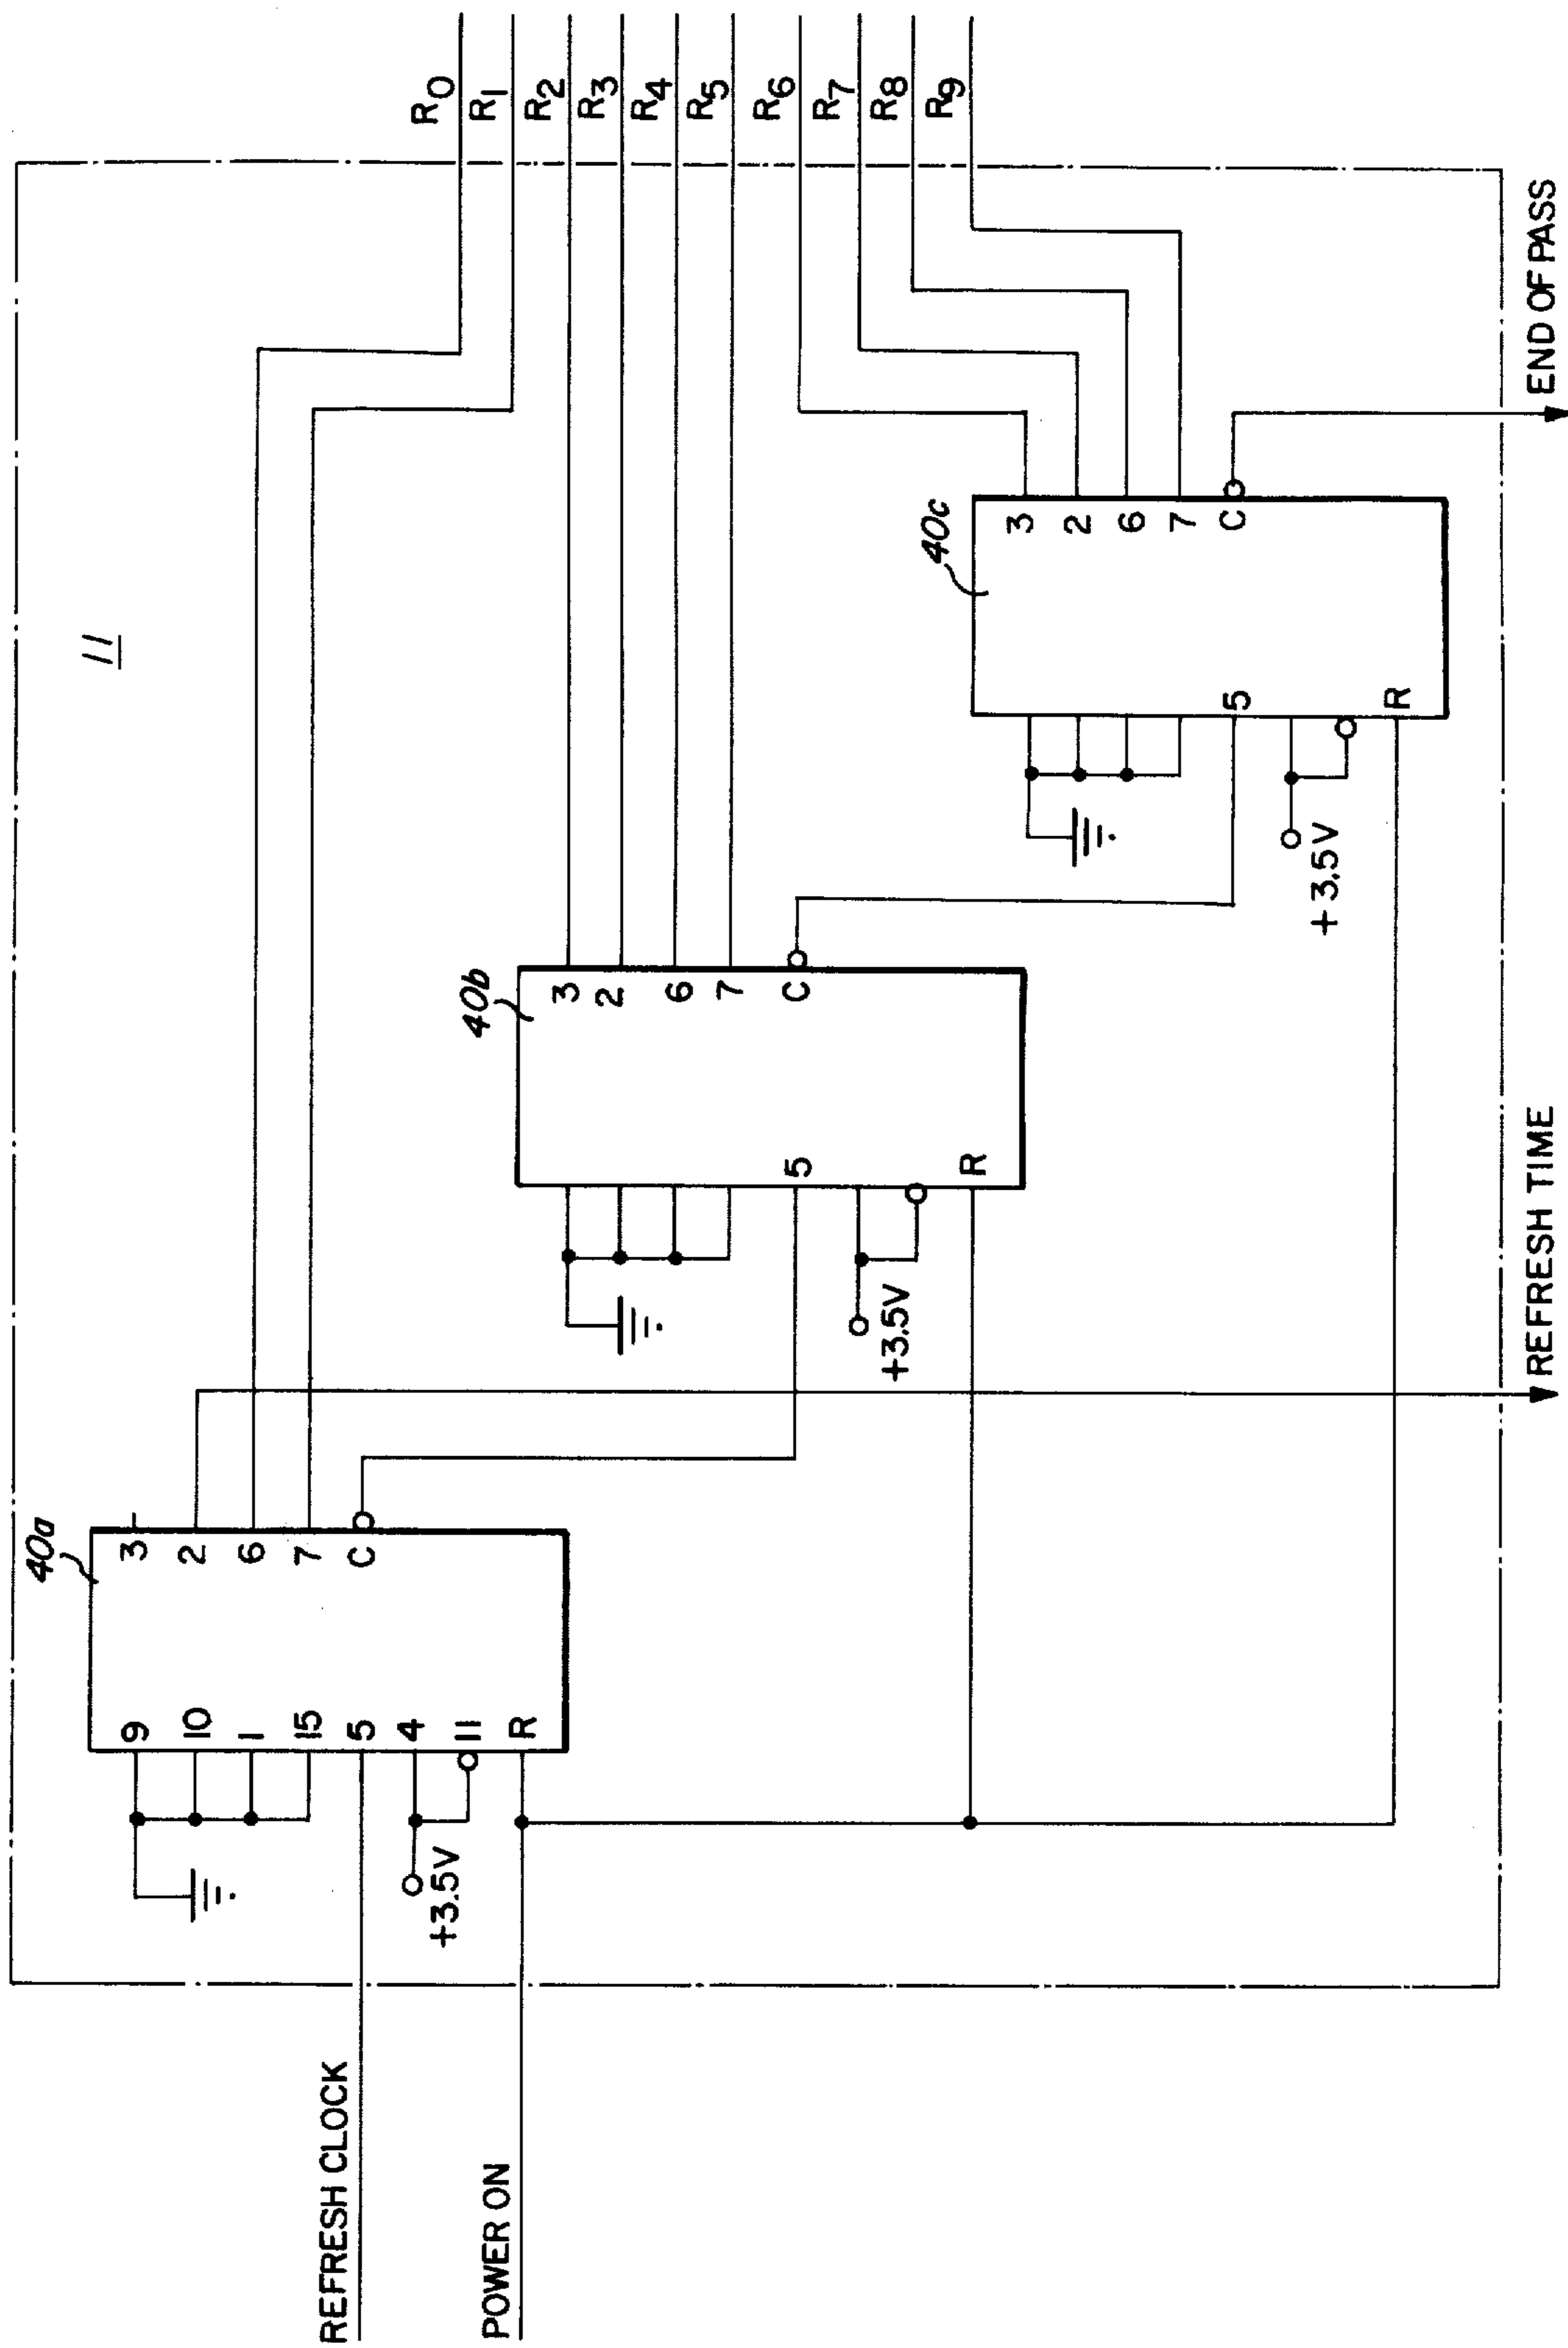 11
R0
R1
R2
R3
R4
R5
R6
R7
R8
R9
40a
9
10
1
15
5
4
11
R
3
2
6
7
C
+3.5V
40b
3
2
6
7
C
5
R
+3.5V
40c
3
2
6
7
C
5
R
+3.5V
REFRESH CLOCK
POWER ON
REFRESH TIME
END OF PASS